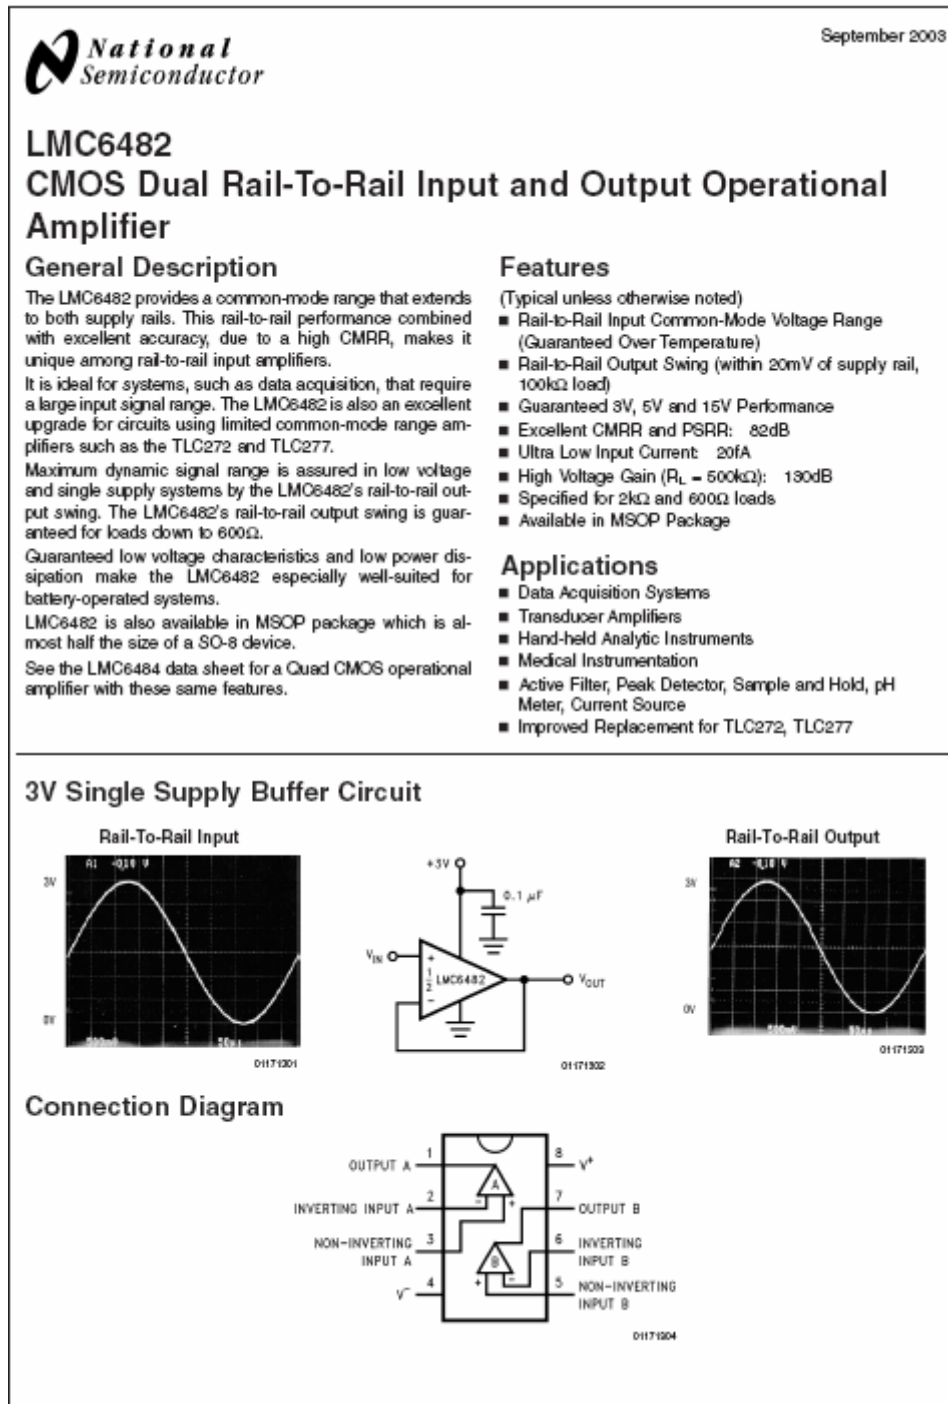 National
Semiconductor
September 2003
LMC6482
CMOS Dual Rail-To-Rail Input and Output Operational
Amplifier
General Description
The LMC6482 provides a common-mode range that extends
to both supply rails. This rail-to-rail performance combined
with excellent accuracy, due to a high CMRR, makes it
unique among rail-to-rail input amplifiers.
It is ideal for systems, such as data acquisition, that require
a large input signal range. The LMC6482 is also an excellent
upgrade for circuits using limited common-mode range am-
plifiers such as the TLC272 and TLC277.
Maximum dynamic signal range is assured in low voltage
and single supply systems by the LMC6482's rail-to-rail out-
put swing. The LMC6482's rail-to-rail output swing is guar-
anteed for loads down to 600Ω.
Guaranteed low voltage characteristics and low power dis-
sipation make the LMC6482 especially well-suited for
battery-operated systems.
LMC6482 is also available in MSOP package which is al-
most half the size of a SO-8 device.
See the LMC6484 data sheet for a Quad CMOS operational
amplifier with these same features.
Features
(Typical unless otherwise noted)
■ Rail-to-Rail Input Common-Mode Voltage Range
(Guaranteed Over Temperature)
■ Rail-to-Rail Output Swing (within 20mV of supply rail,
100kΩ load)
■ Guaranteed 3V, 5V and 15V Performance
■ Excellent CMRR and PSRR: 82dB
■ Ultra Low Input Current: 20fA
■ High Voltage Gain (RL = 500kΩ): 130dB
■ Specified for 2kΩ and 600Ω loads
■ Available in MSOP Package
Applications
■ Data Acquisition Systems
■ Transducer Amplifiers
■ Hand-held Analytic Instruments
■ Medical Instrumentation
■ Active Filter, Peak Detector, Sample and Hold, pH
Meter, Current Source
■ Improved Replacement for TLC272, TLC277
3V Single Supply Buffer Circuit
Rail-To-Rail Input
A1 -0.10 V
3V
0V
500mV
01171301
+3V
0.1 µF
VIN
+
1/2
LMC6482
−
VOUT
01171302
Rail-To-Rail Output
A2 -0.10 V
3V
0V
500mV
01171303
Connection Diagram
OUTPUT A 1
INVERTING INPUT A 2
NON-INVERTING
INPUT A 3
V− 4
A
− +
B
+ −
8 V+
7 OUTPUT B
6 INVERTING
INPUT B
5 NON-INVERTING
INPUT B
01171304